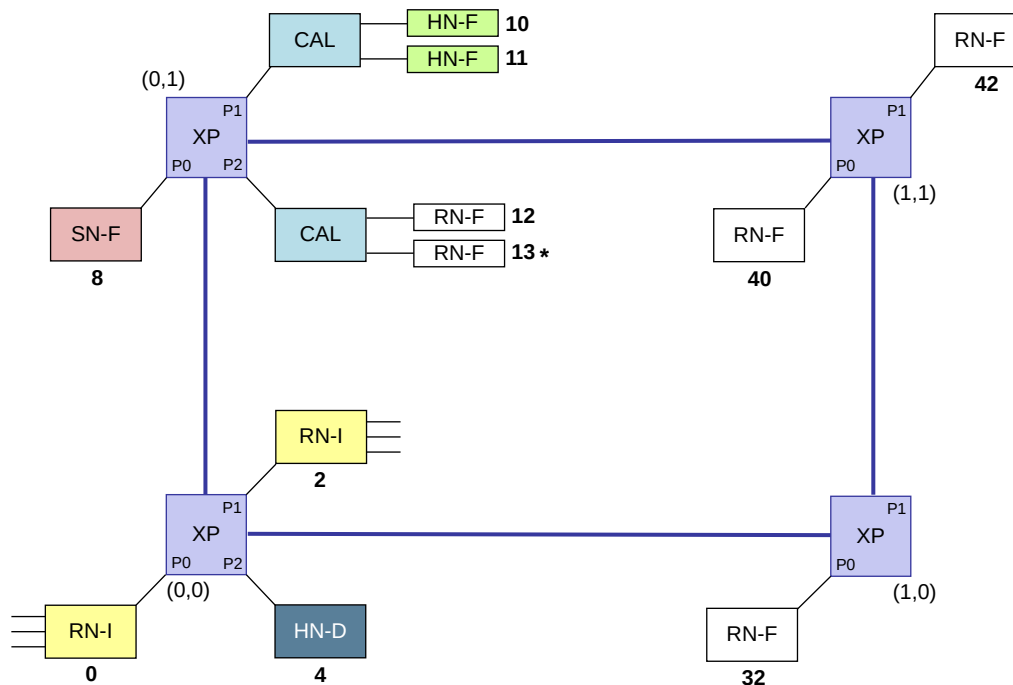 CAL
HN-F 10
HN-F 11
RN-F
42
(0,1)
P1
XP
P0 P2
P1
XP
P0
(1,1)
SN-F
8
CAL
RN-F 12
RN-F 13 *
RN-F
40
RN-I
2
P1
XP
P0 P2
(0,0)
P1
XP
P0
(1,0)
RN-I
0
HN-D
4
RN-F
32